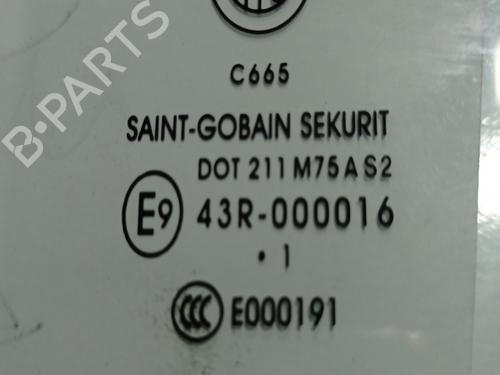 C665
SAINT-GOBAIN SEKURIT
DOT 211 M75 A S2
E9 43R-000016
• 1
CCC E000191
B-PARTS